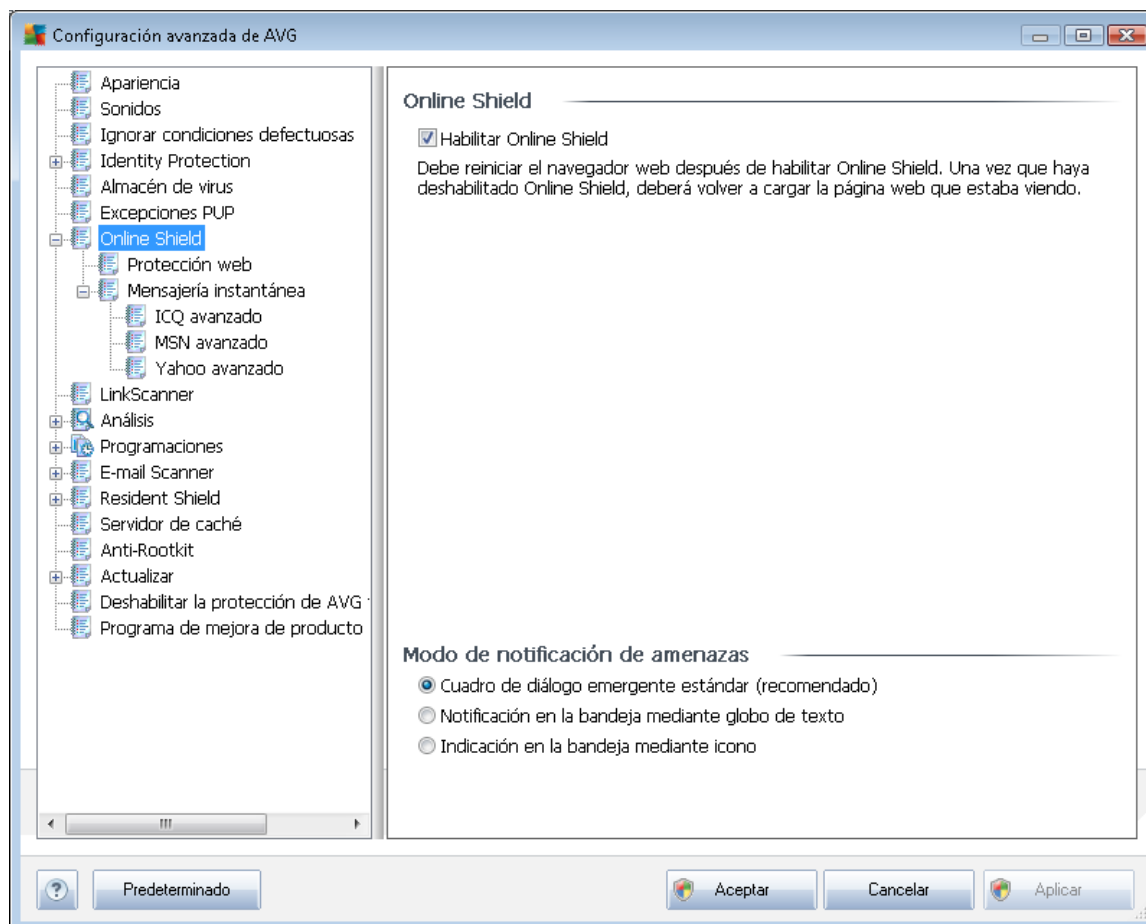 Configuración avanzada de AVG
Apariencia
Sonidos
Ignorar condiciones defectuosas
Identity Protection
Almacén de virus
Excepciones PUP
Online Shield
Protección web
Mensajería instantánea
ICQ avanzado
MSN avanzado
Yahoo avanzado
LinkScanner
Análisis
Programaciones
E-mail Scanner
Resident Shield
Servidor de caché
Anti-Rootkit
Actualizar
Deshabilitar la protección de AVG
Programa de mejora de producto
Online Shield
Habilitar Online Shield
Debe reiniciar el navegador web después de habilitar Online Shield. Una vez que haya
deshabilitado Online Shield, deberá volver a cargar la página web que estaba viendo.
Modo de notificación de amenazas
Cuadro de diálogo emergente estándar (recomendado)
Notificación en la bandeja mediante globo de texto
Indicación en la bandeja mediante icono
? Predeterminado Aceptar Cancelar Aplicar